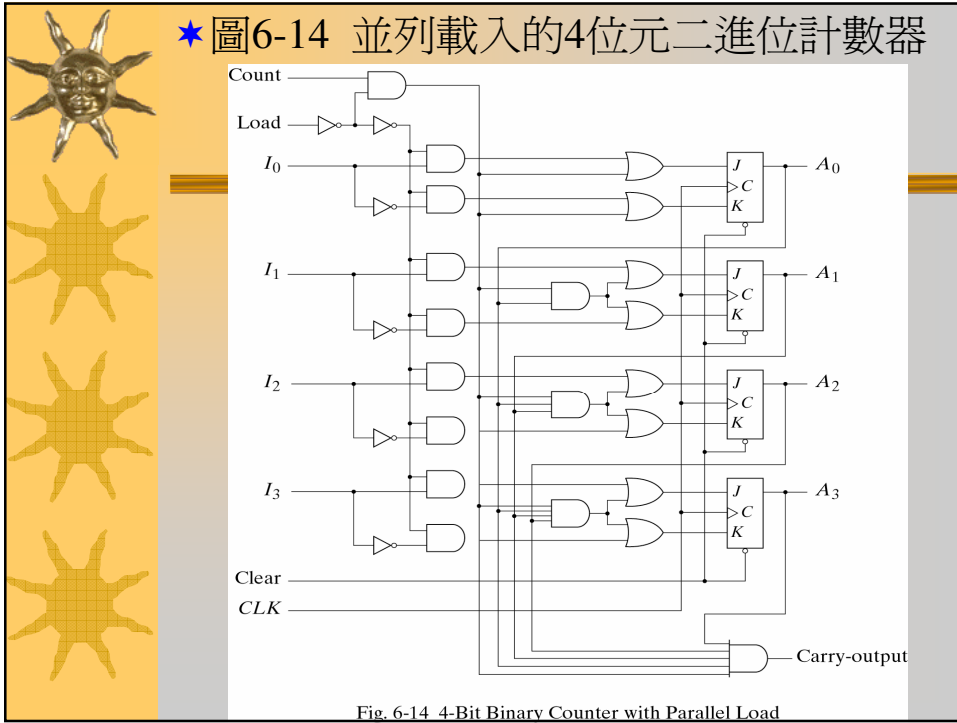 圖6-14 並列載入的4位元二進位計數器
Count
Load
I0
J
A0
C
K
I1
J
A1
C
K
I2
J
A2
C
K
I3
J
A3
C
K
Clear
CLK
Carry-output
Fig. 6-14 4-Bit Binary Counter with Parallel Load